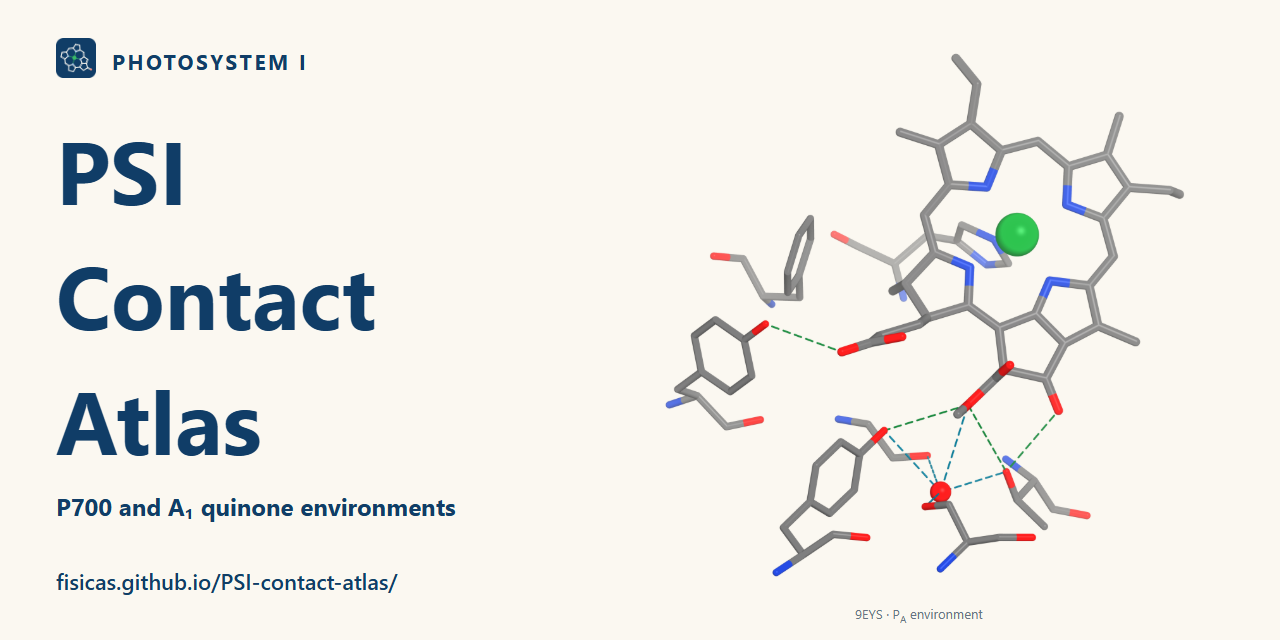 PHOTOSYSTEM I
PSI
Contact
Atlas
P700 and A₁ quinone environments
fisicas.github.io/PSI-contact-atlas/
9EYS · P_A environment